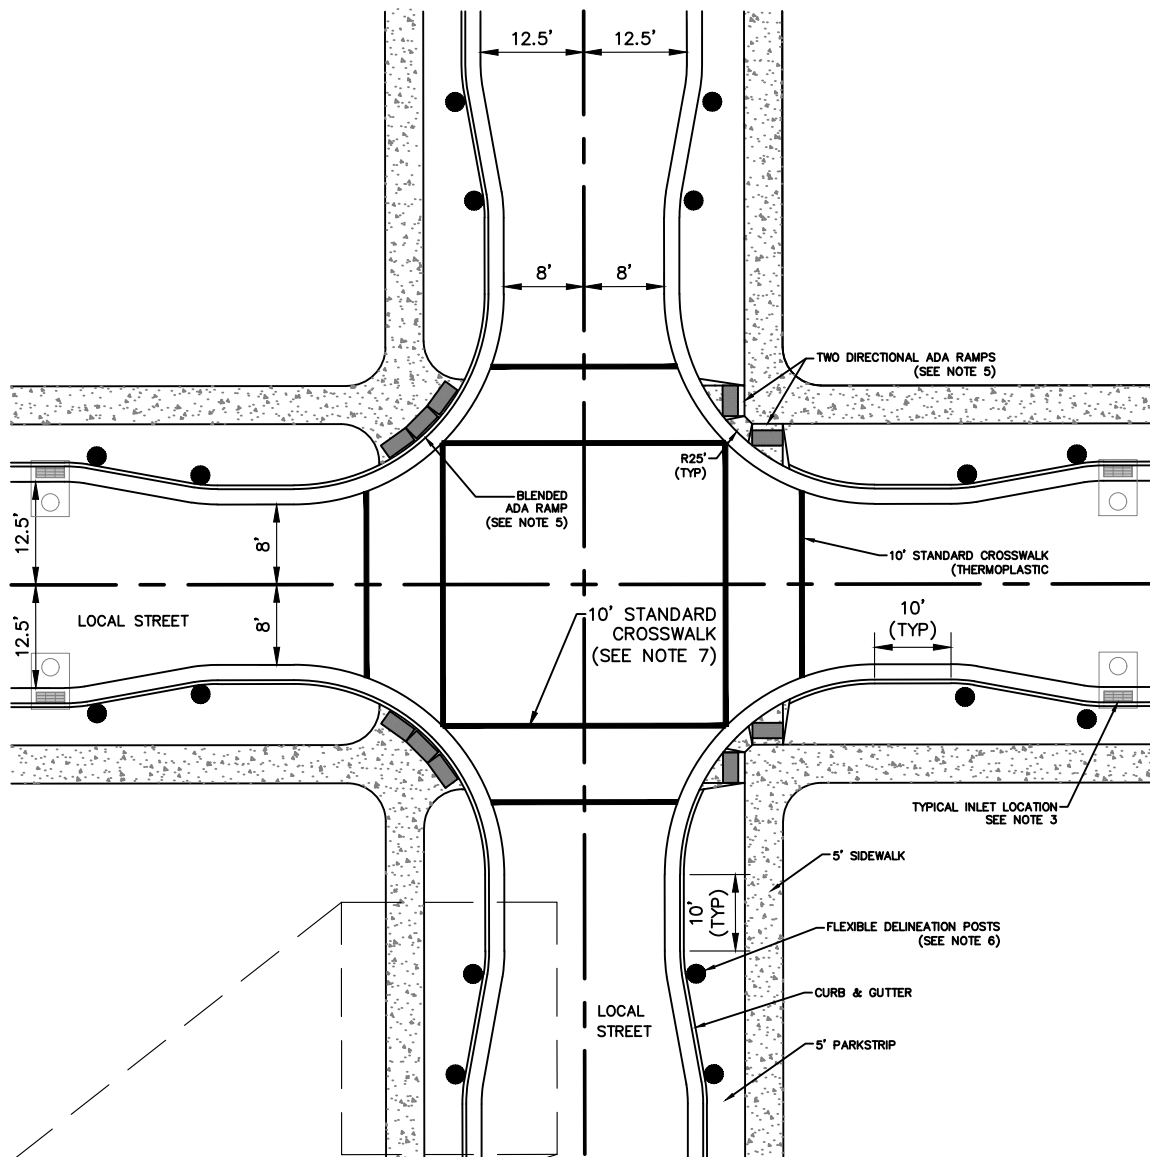 12.5' 12.5'
8' 8'
TWO DIRECTIONAL ADA RAMPS
(SEE NOTE 5)
R25'
(TYP)
BLENDED
ADA RAMP
(SEE NOTE 5)
12.5'
8'
10' STANDARD CROSSWALK
(THERMOPLASTIC
LOCAL STREET
12.5'
8'
10' STANDARD
CROSSWALK
(SEE NOTE 7)
10'
(TYP)
TYPICAL INLET LOCATION
SEE NOTE 3
5' SIDEWALK
10'
(TYP)
FLEXIBLE DELINEATION POSTS
(SEE NOTE 6)
CURB & GUTTER
LOCAL
STREET
5' PARKSTRIP